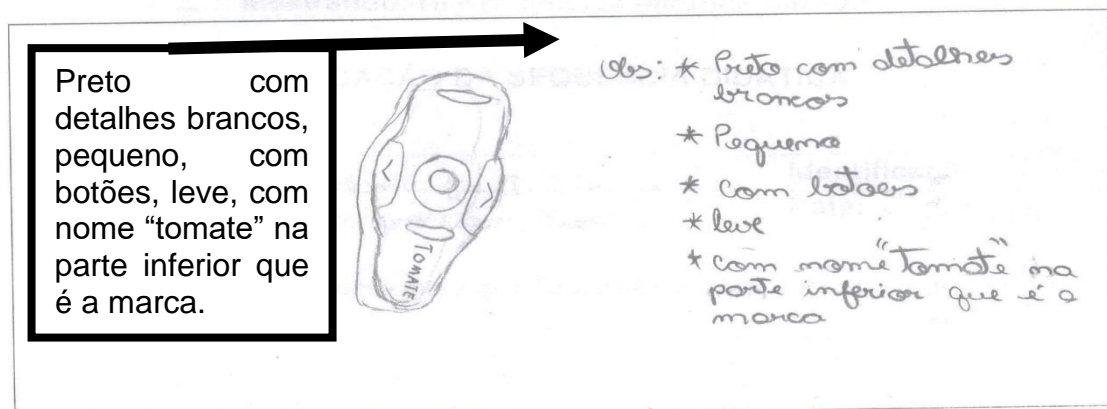 Preto com
detalhes brancos,
pequeno, com
botões, leve, com
nome “tomate” na
parte inferior que
é a marca.
TOMATE
Obs: * Preto com detalhes
brancos
* Pequeno
* com botoes
* leve
* com nome "Tomate" na
parte inferior que é a
marca